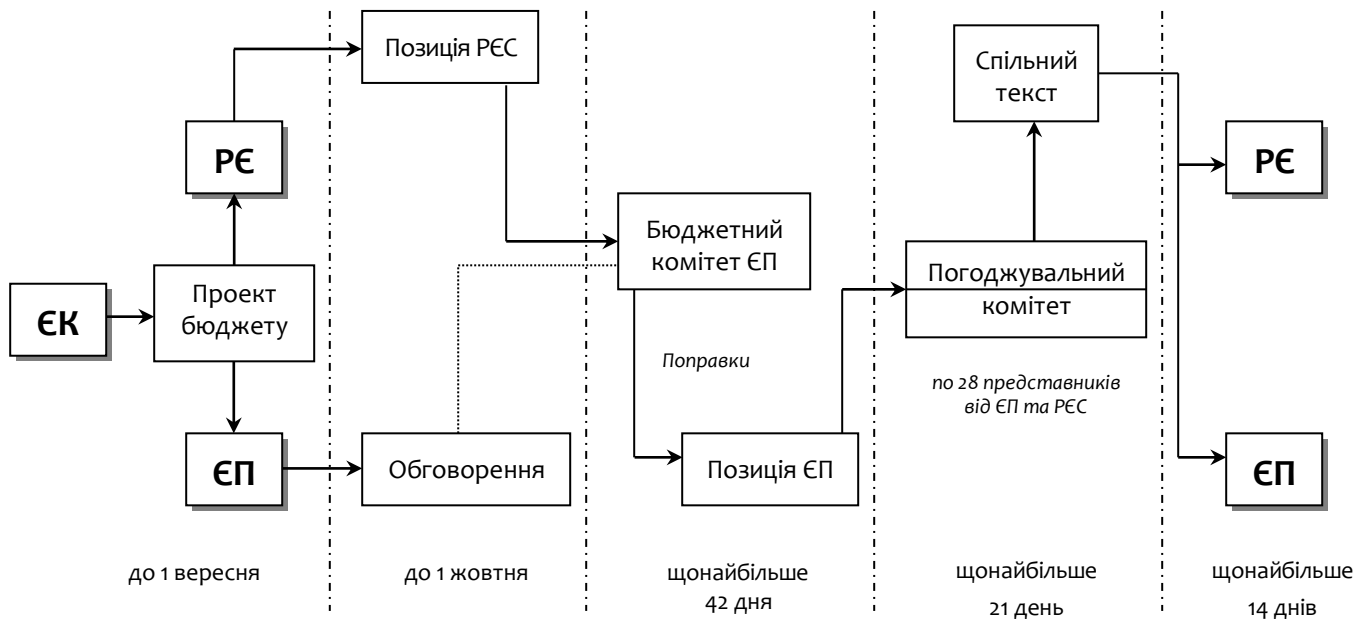 ЄК
Проект
бюджету
РЄ
ЄП
до 1 вересня
Позиція РЄС
Обговорення
до 1 жовтня
Бюджетний
комітет ЄП
Поправки
Позиція ЄП
щонайбільше
42 дня
Спільний
текст
Погоджувальний
комітет
по 28 представників
від ЄП та РЄС
щонайбільше
21 день
РЄ
ЄП
щонайбільше
14 днів